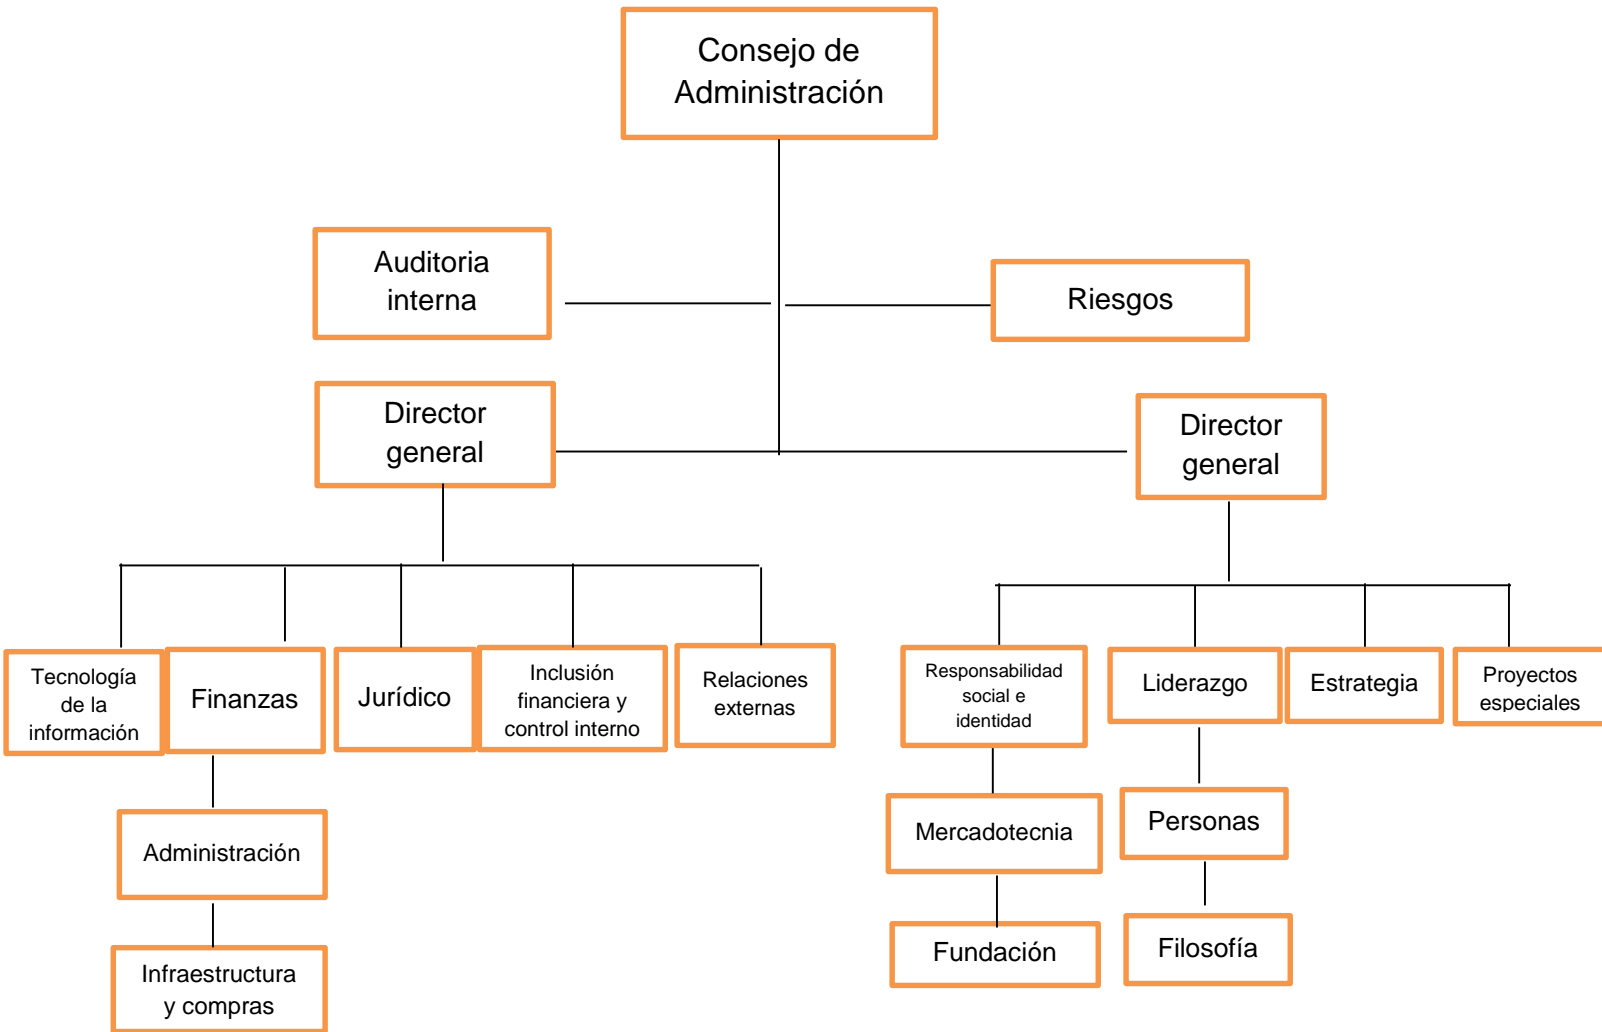 Consejo de
Administración
Auditoria
interna
Riesgos
Director
general
Director
general
Tecnología
de la
información
Finanzas
Jurídico
Inclusión
financiera y
control interno
Relaciones
externas
Responsabilidad
social e
identidad
Liderazgo
Estrategia
Proyectos
especiales
Administración
Mercadotecnia
Personas
Infraestructura
y compras
Fundación
Filosofía